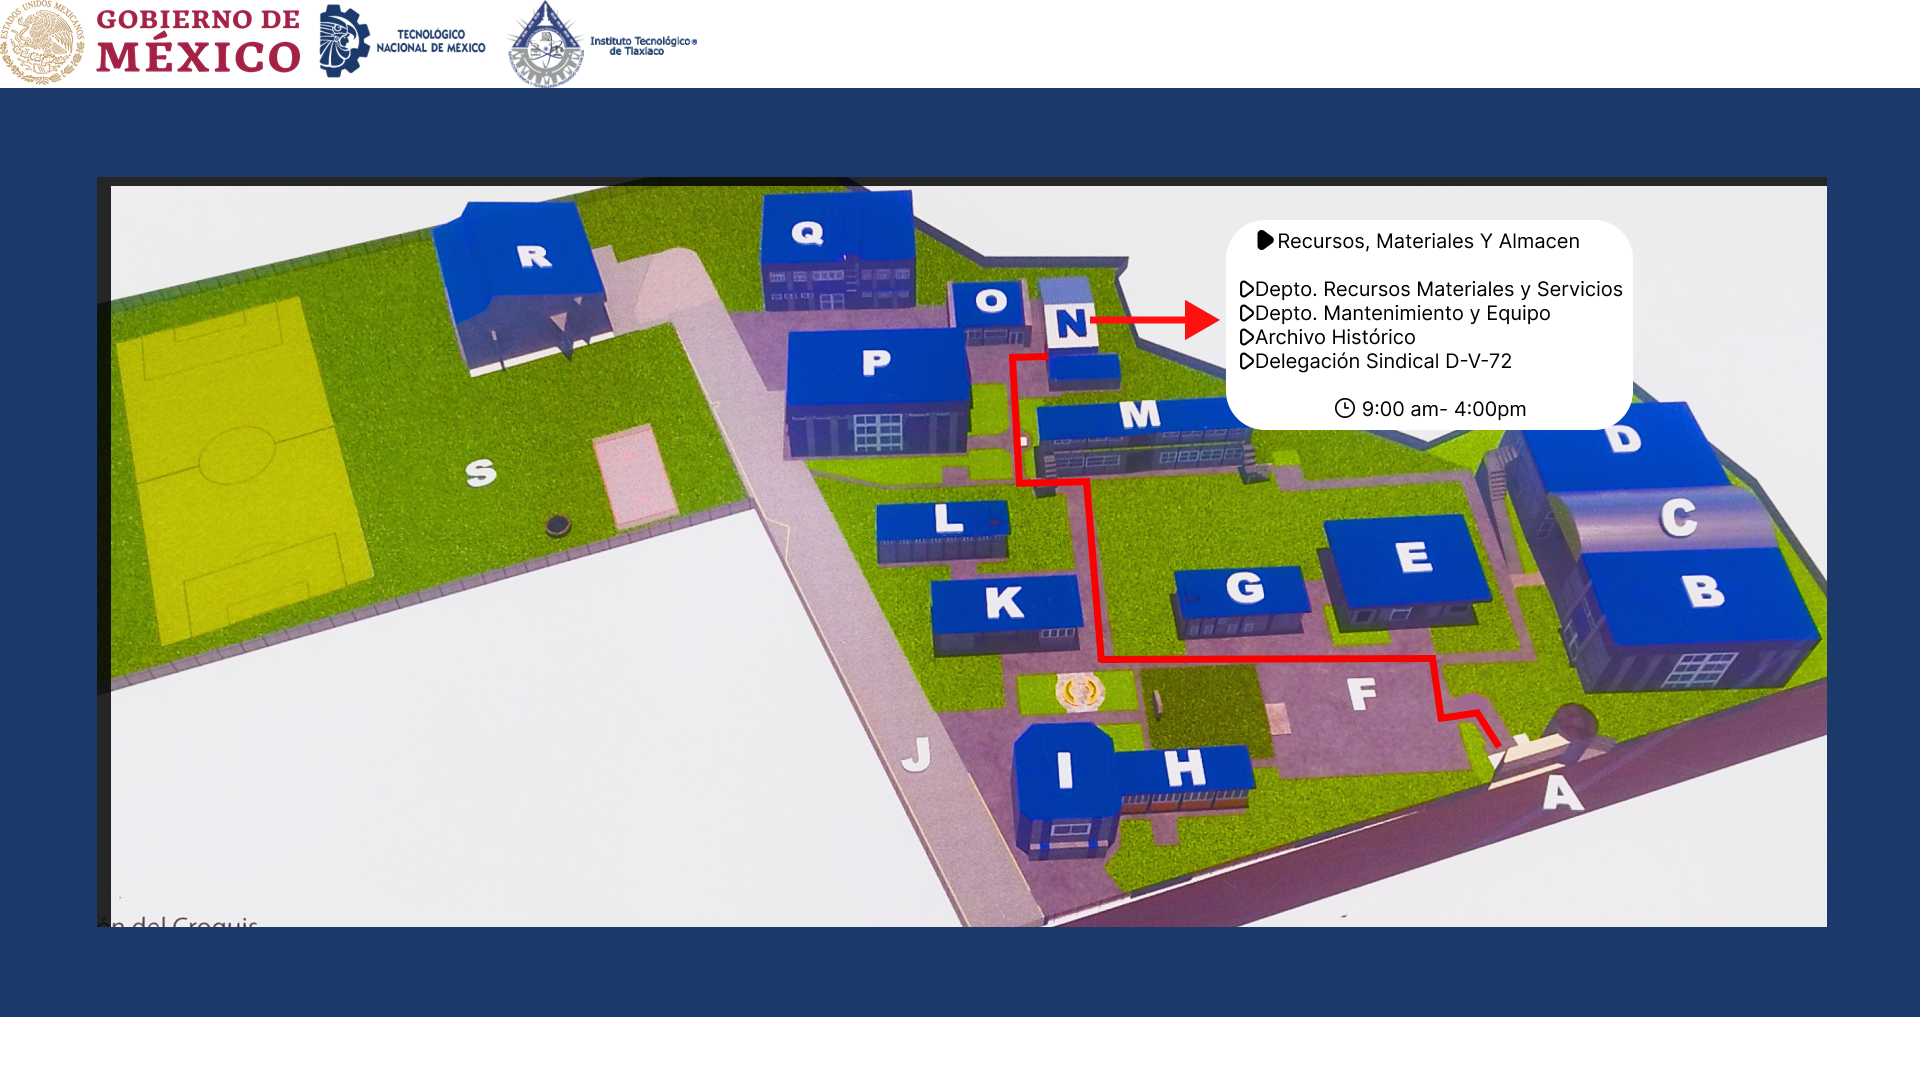 GOBIERNO DE
MÉXICO
TECNOLÓGICO
NACIONAL DE MÉXICO
Instituto Tecnológico®
de Tlaxiaco
Recursos, Materiales Y Almacen
Depto. Recursos Materiales y Servicios
Depto. Mantenimiento y Equipo
Archivo Histórico
Delegación Sindical D-V-72
9:00 am- 4:00pm
R
Q
O
N
P
M
D
S
L
C
E
G
K
B
F
J
I
H
A
del Croquis